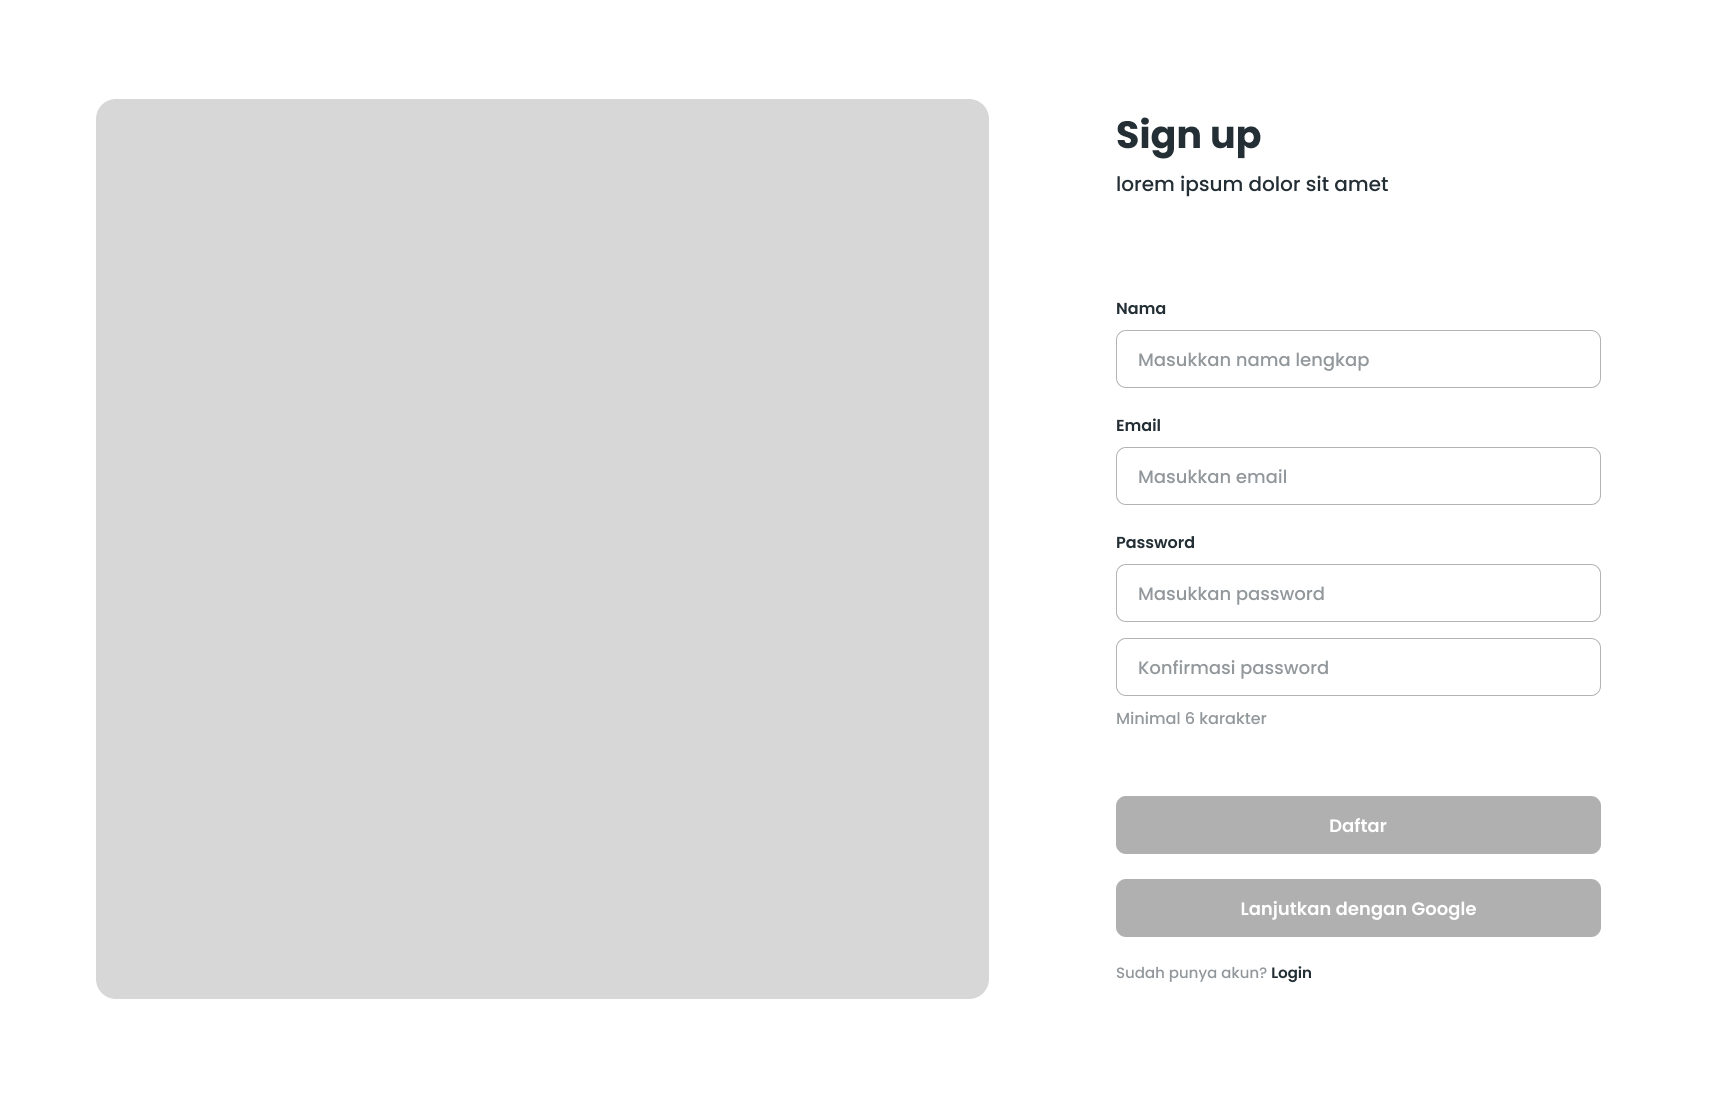 Sign up
lorem ipsum dolor sit amet
Nama
Masukkan nama lengkap
Email
Masukkan email
Password
Masukkan password
Konfirmasi password
Minimal 6 karakter
Daftar
Lanjutkan dengan Google
Sudah punya akun? Login